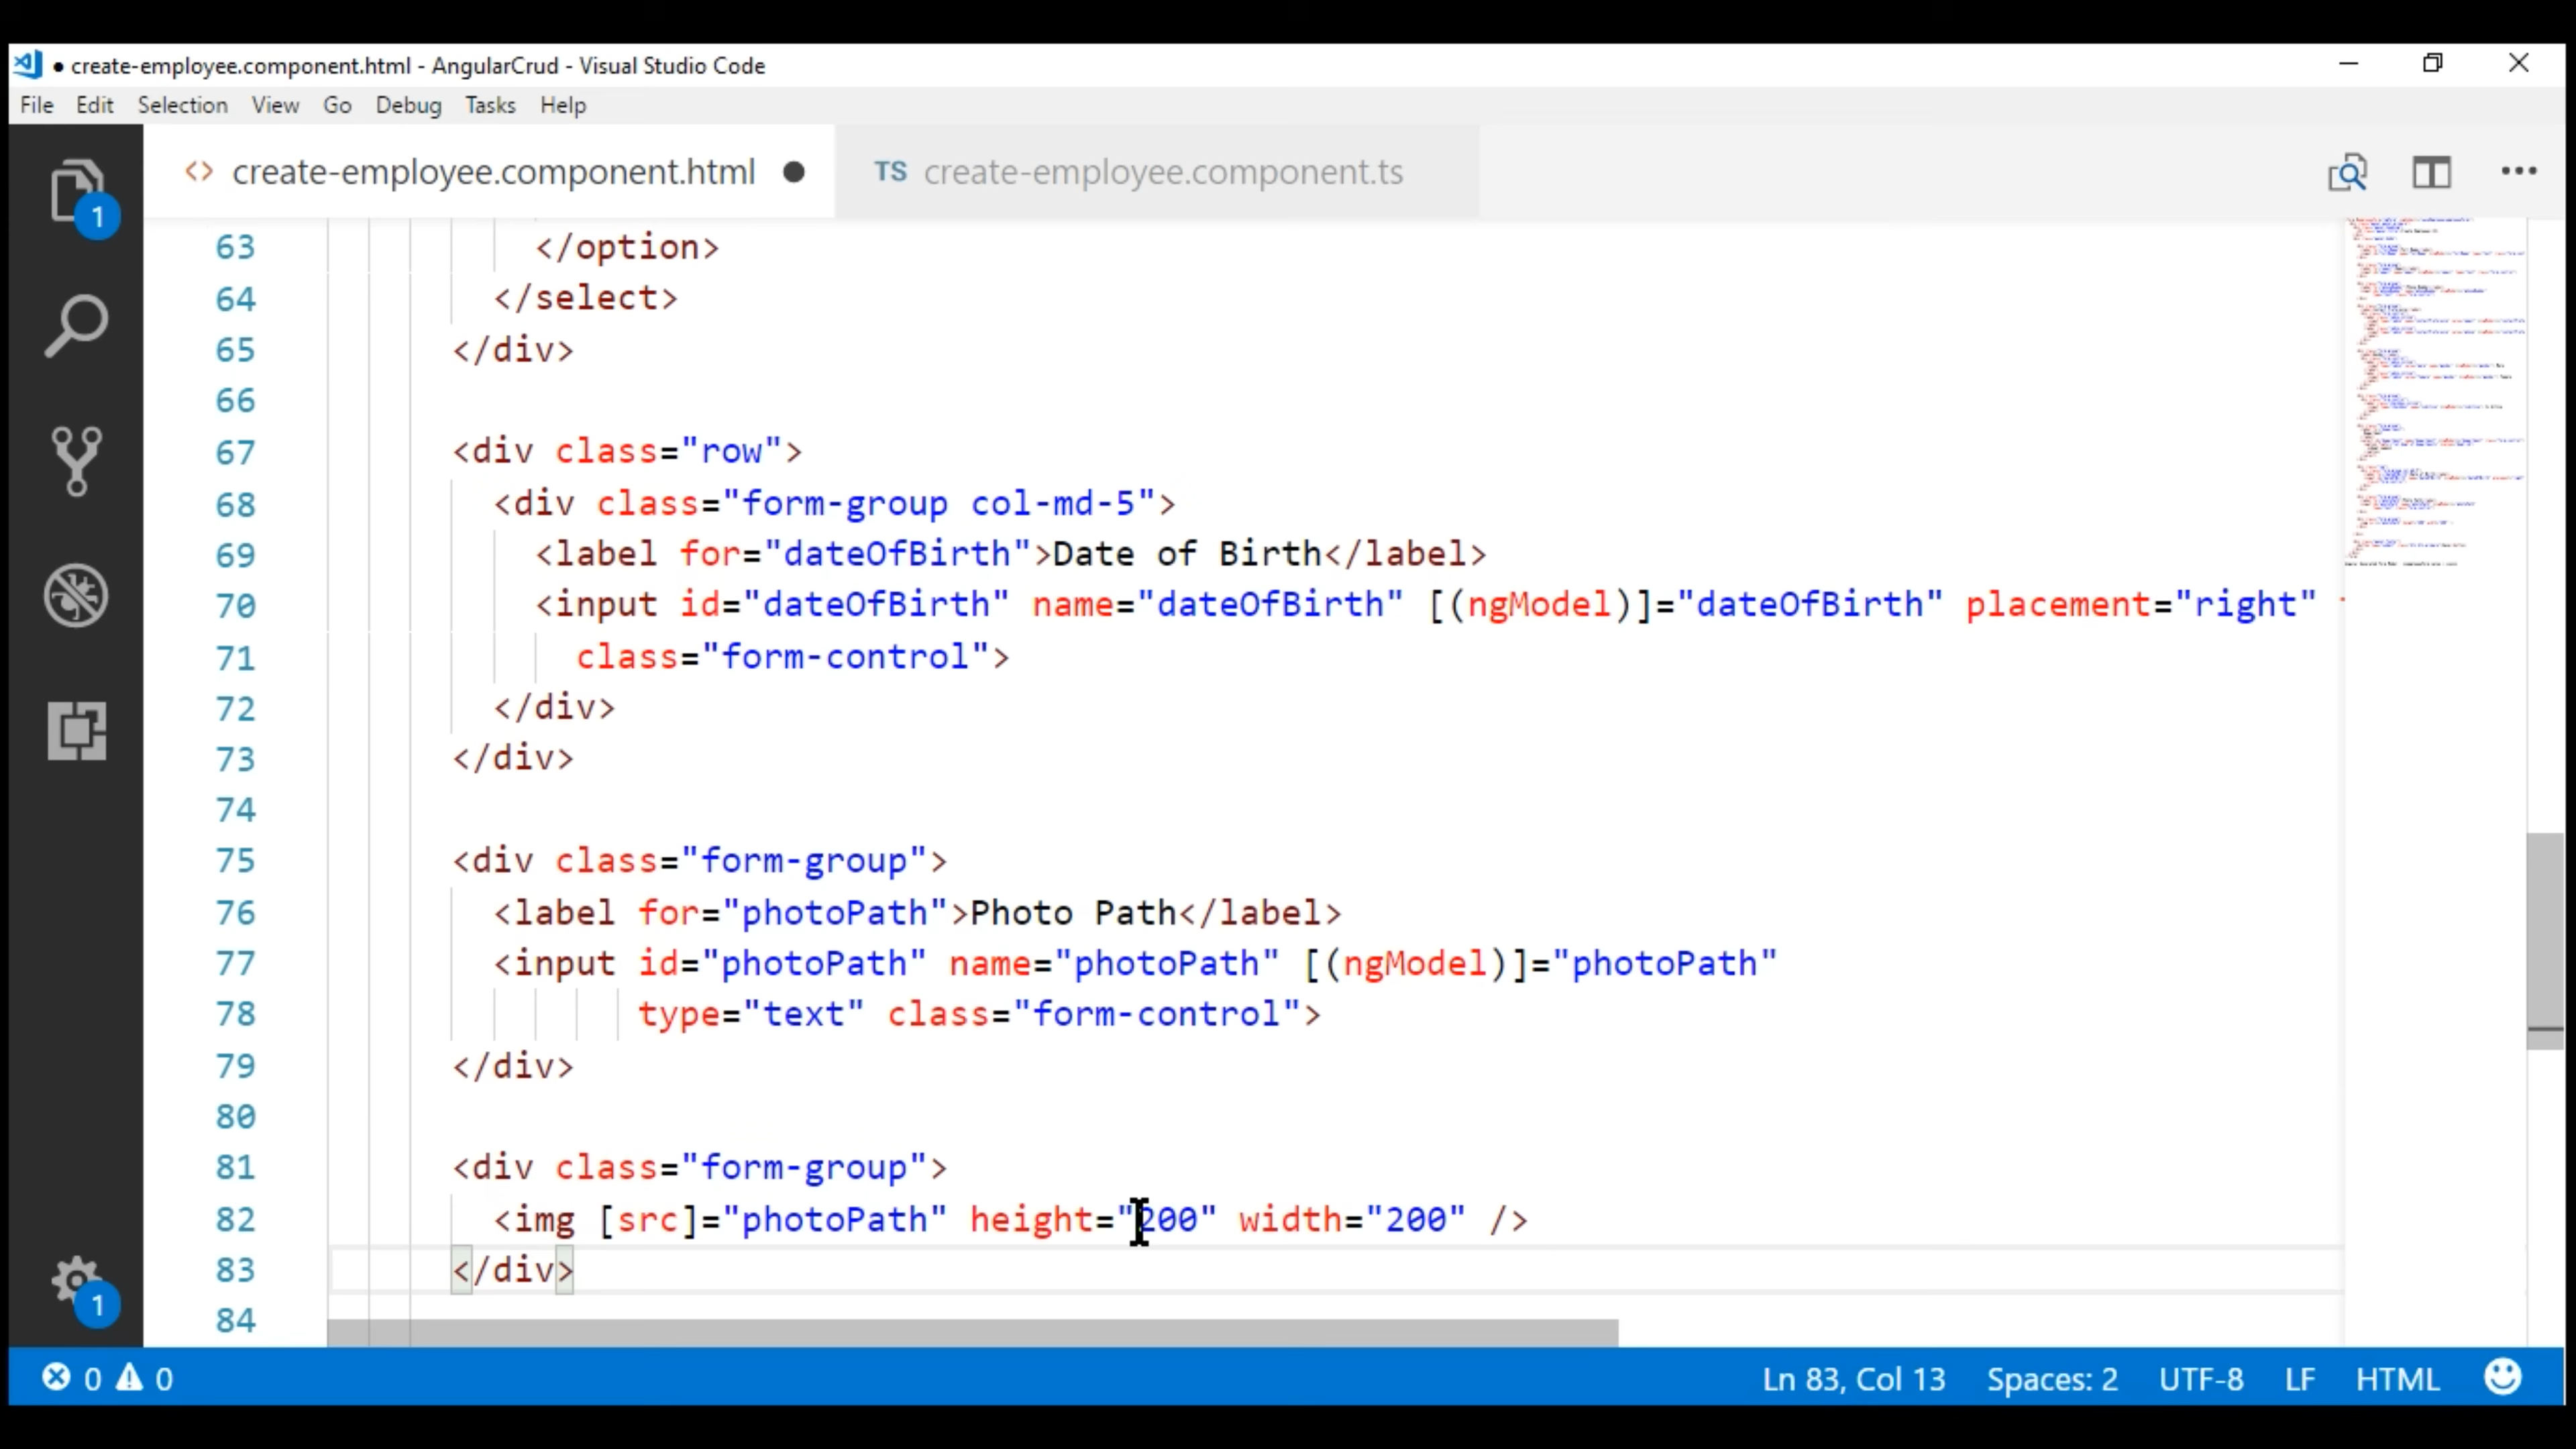 ● create-employee.component.html - AngularCrud - Visual Studio Code
File Edit Selection View Go Debug Tasks Help
<> create-employee.component.html ● TS create-employee.component.ts
1
63 </option>
64 </select>
65 </div>
66
67 <div class="row">
68 <div class="form-group col-md-5">
69 <label for="dateOfBirth">Date of Birth</label>
70 <input id="dateOfBirth" name="dateOfBirth" [(ngModel)]="dateOfBirth" placement="right"
71 class="form-control">
72 </div>
73 </div>
74
75 <div class="form-group">
76 <label for="photoPath">Photo Path</label>
77 <input id="photoPath" name="photoPath" [(ngModel)]="photoPath"
78 type="text" class="form-control">
79 </div>
80
81 <div class="form-group">
82 <img [src]="photoPath" height="200" width="200" />
83 </div>
84
1
0 0 Ln 83, Col 13 Spaces: 2 UTF-8 LF HTML